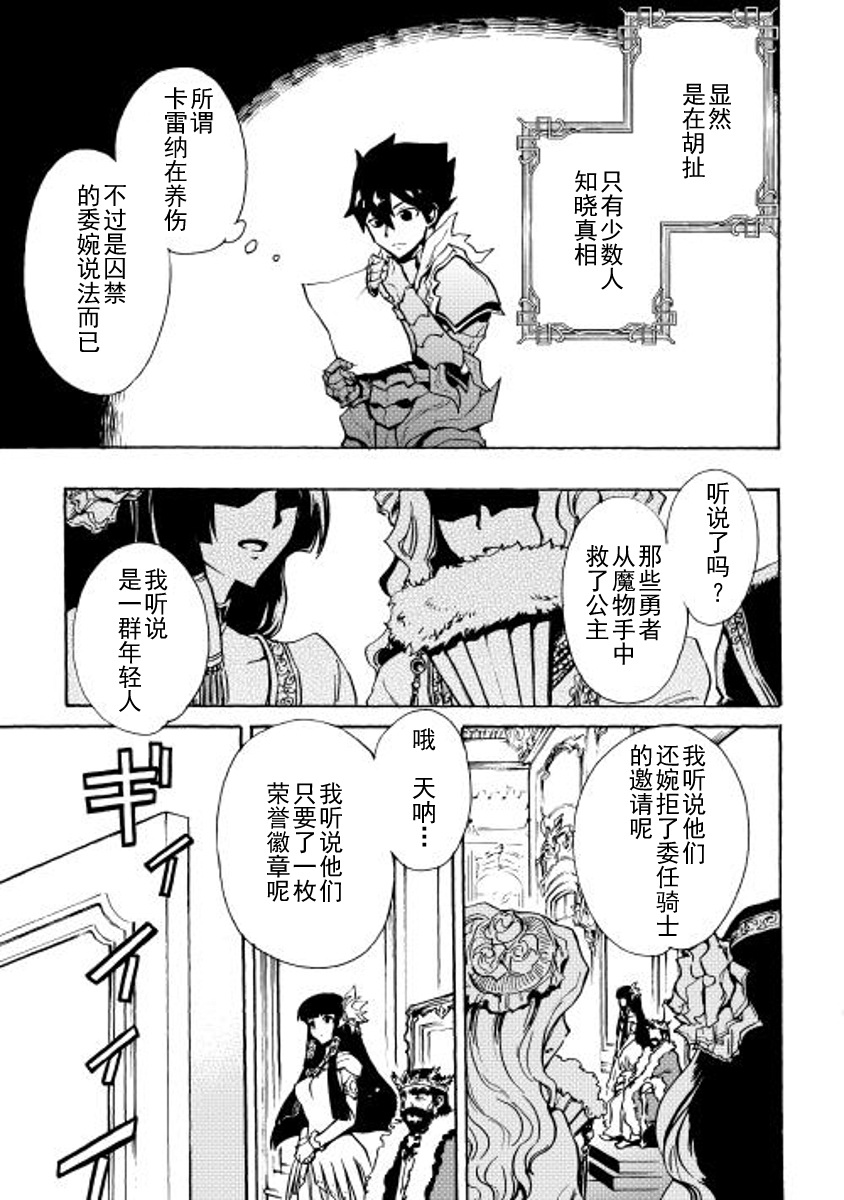 显然
是在胡扯
只有少数人
知晓真相
所谓
卡雷纳在养伤
不过是囚禁
的委婉说法而已
听说了吗？
那些勇者
从魔物手中
救了公主
我听说
是一群年轻人
我听说他们
还婉拒了委任骑士
的邀请呢
哦 天呐…
我听说他们
只要了一枚
荣誉徽章呢
ギィィィィ